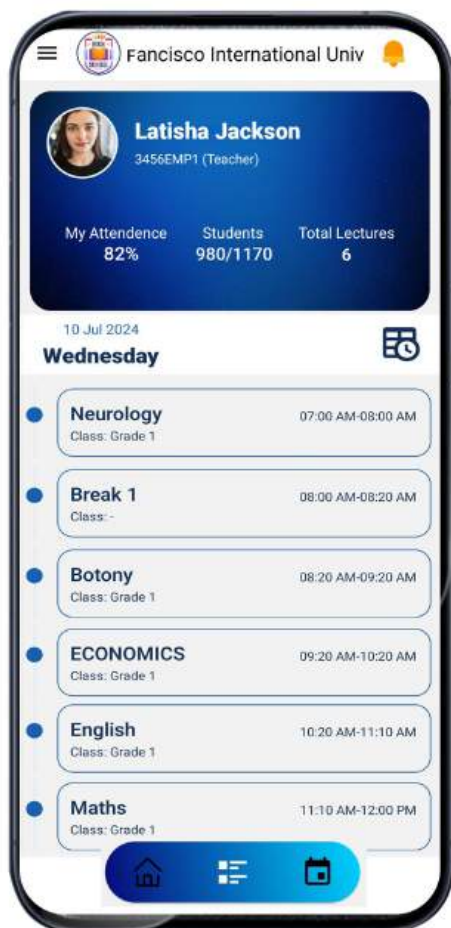 Fancisco International Univ
Latisha Jackson
3456EMP1 (Teacher)
My Attendence Students Total Lectures
82% 980/1170 6
10 Jul 2024
Wednesday
Neurology 07:00 AM-08:00 AM
Class: Grade 1
Break 1 08:00 AM-08:20 AM
Class: -
Botony 08:20 AM-09:20 AM
Class: Grade 1
ECONOMICS 09:20 AM-10:20 AM
Class: Grade 1
English 10:20 AM-11:10 AM
Class: Grade 1
Maths 11:10 AM-12:00 PM
Class: Grade 1